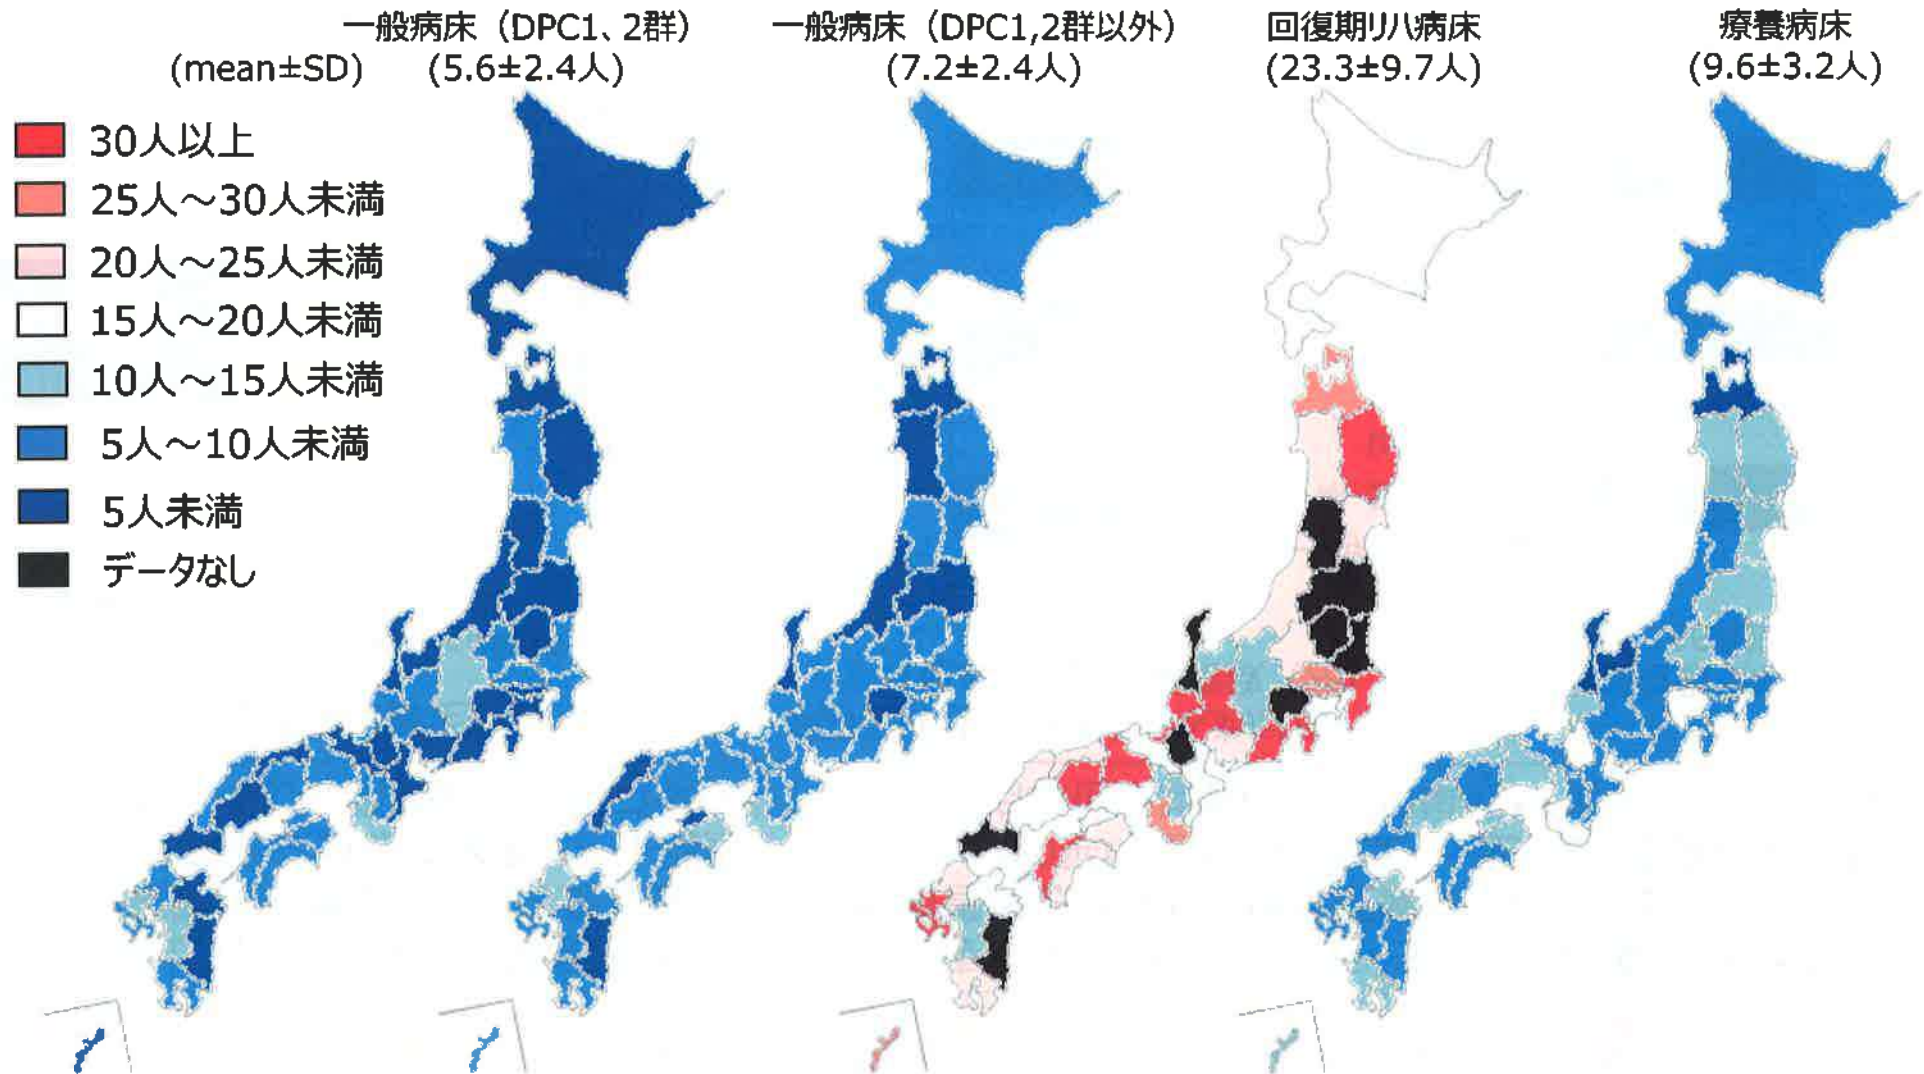 一般病床（DPC1、2群）
一般病床（DPC1,2群以外）
回復期リハ病床
療養病床
(mean±SD)
(5.6±2.4人)
(7.2±2.4人)
(23.3±9.7人)
(9.6±3.2人)
30人以上
25人～30人未満
20人～25人未満
15人～20人未満
10人～15人未満
5人～10人未満
5人未満
データなし